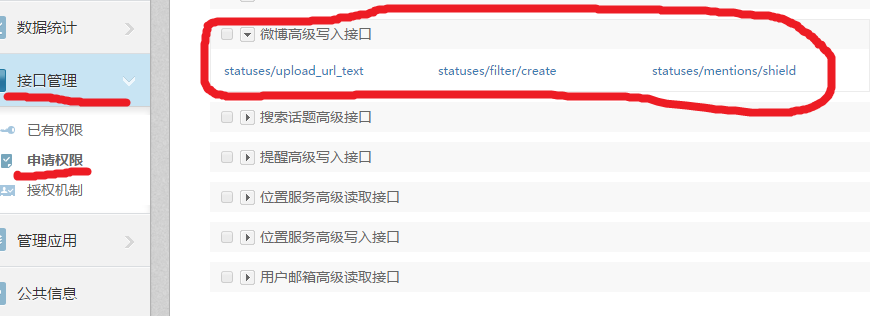 数据统计
接口管理
已有权限
申请权限
授权机制
管理应用
公共信息
微博高级写入接口
statuses/upload_url_text statuses/filter/create statuses/mentions/shield
搜索话题高级接口
提醒高级写入接口
位置服务高级读取接口
位置服务高级写入接口
用户邮箱高级读取接口